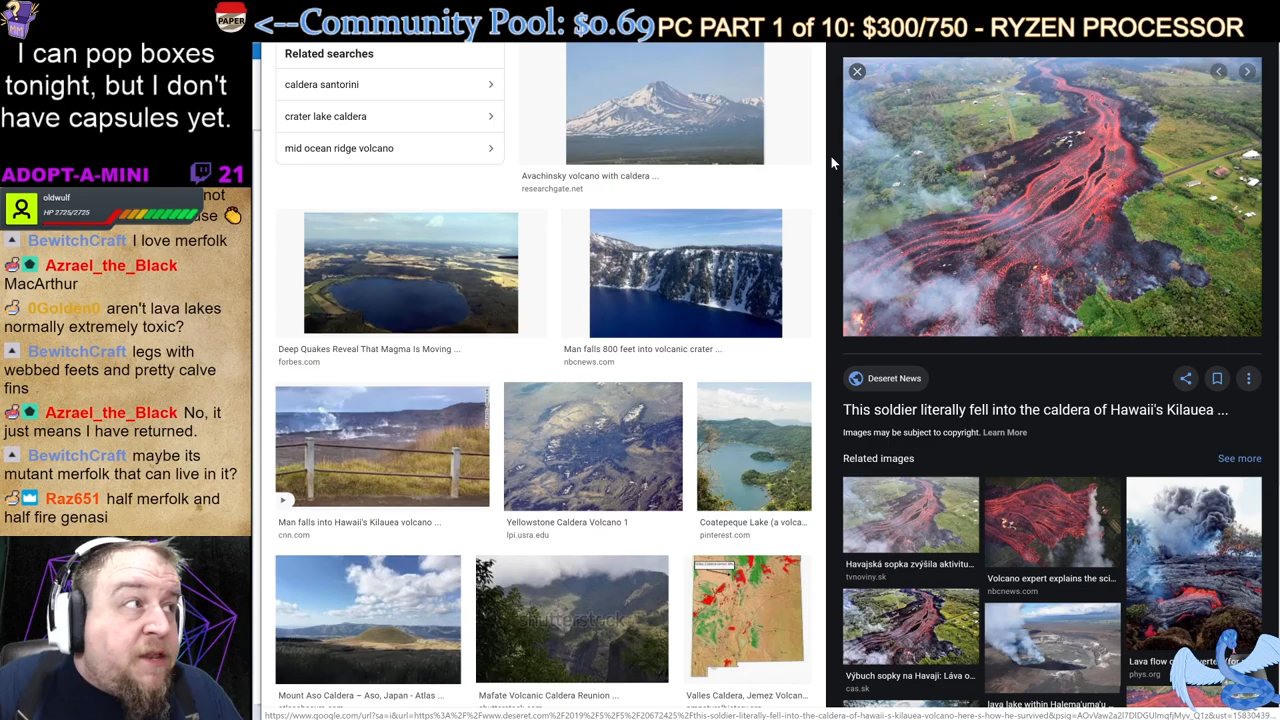 MM
PAPER
<--Community Pool: $0.69
PC PART 1 of 10: $300/750 - RYZEN PROCESSOR
I can pop boxes
tonight, but I don't
have capsules yet.
ADOPT-A-MINI 21
oldwulf
HP 2725/2725
not
use
BewitchCraft I love merfolk
Azrael_the_Black
MacArthur
0Golden0 aren't lava lakes
normally extremely toxic?
BewitchCraft legs with
webbed feets and pretty calve
fins
Azrael_the_Black No, it
just means I have returned.
BewitchCraft maybe its
mutant merfolk that can live in it?
Raz651 half merfolk and
half fire genasi
Related searches
caldera santorini
crater lake caldera
mid ocean ridge volcano
Avachinsky volcano with caldera ...
researchgate.net
Deep Quakes Reveal That Magma Is Moving ...
forbes.com
Man falls 800 feet into volcanic crater ...
nbcnews.com
Man falls into Hawaii's Kilauea volcano ...
cnn.com
Yellowstone Caldera Volcano 1
lpi.usra.edu
Coatepeque Lake (a volca...
pinterest.com
shutterstock
Mount Aso Caldera – Aso, Japan - Atlas ...
Mafate Volcanic Caldera Reunion ...
shutterstock.com
Valles Caldera, Jemez Volcan...
Deseret News
This soldier literally fell into the caldera of Hawaii's Kilauea ...
Images may be subject to copyright. Learn More
Related images
See more
Havajská sopka zvýšila aktivitu...
tvnoviny.sk
Volcano expert explains the sci...
nbcnews.com
Výbuch sopky na Havaji: Láva o...
cas.sk
Lava lake within Halema'uma'u...
Lava flow
phys.org